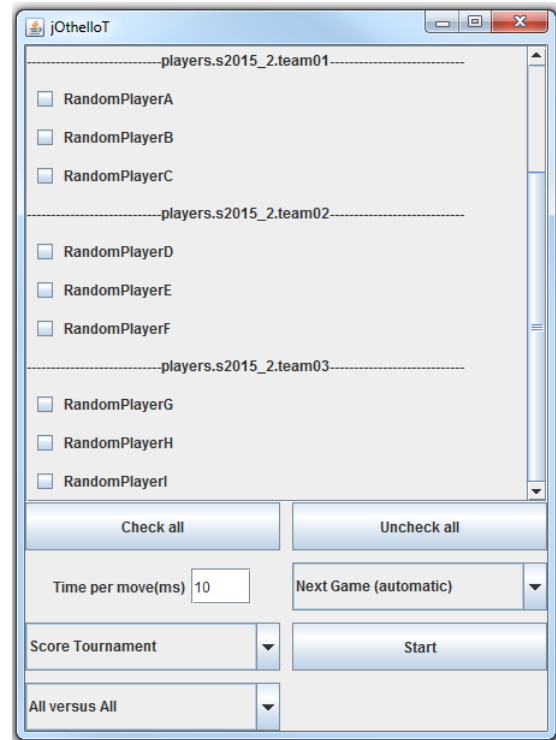 jOthelloT
---------------------------players.s2015_2.team01---------------------------
RandomPlayerA
RandomPlayerB
RandomPlayerC
---------------------------players.s2015_2.team02---------------------------
RandomPlayerD
RandomPlayerE
RandomPlayerF
---------------------------players.s2015_2.team03---------------------------
RandomPlayerG
RandomPlayerH
RandomPlayerI
Check all
Uncheck all
Time per move(ms) 10
Next Game (automatic)
Score Tournament
Start
All versus All